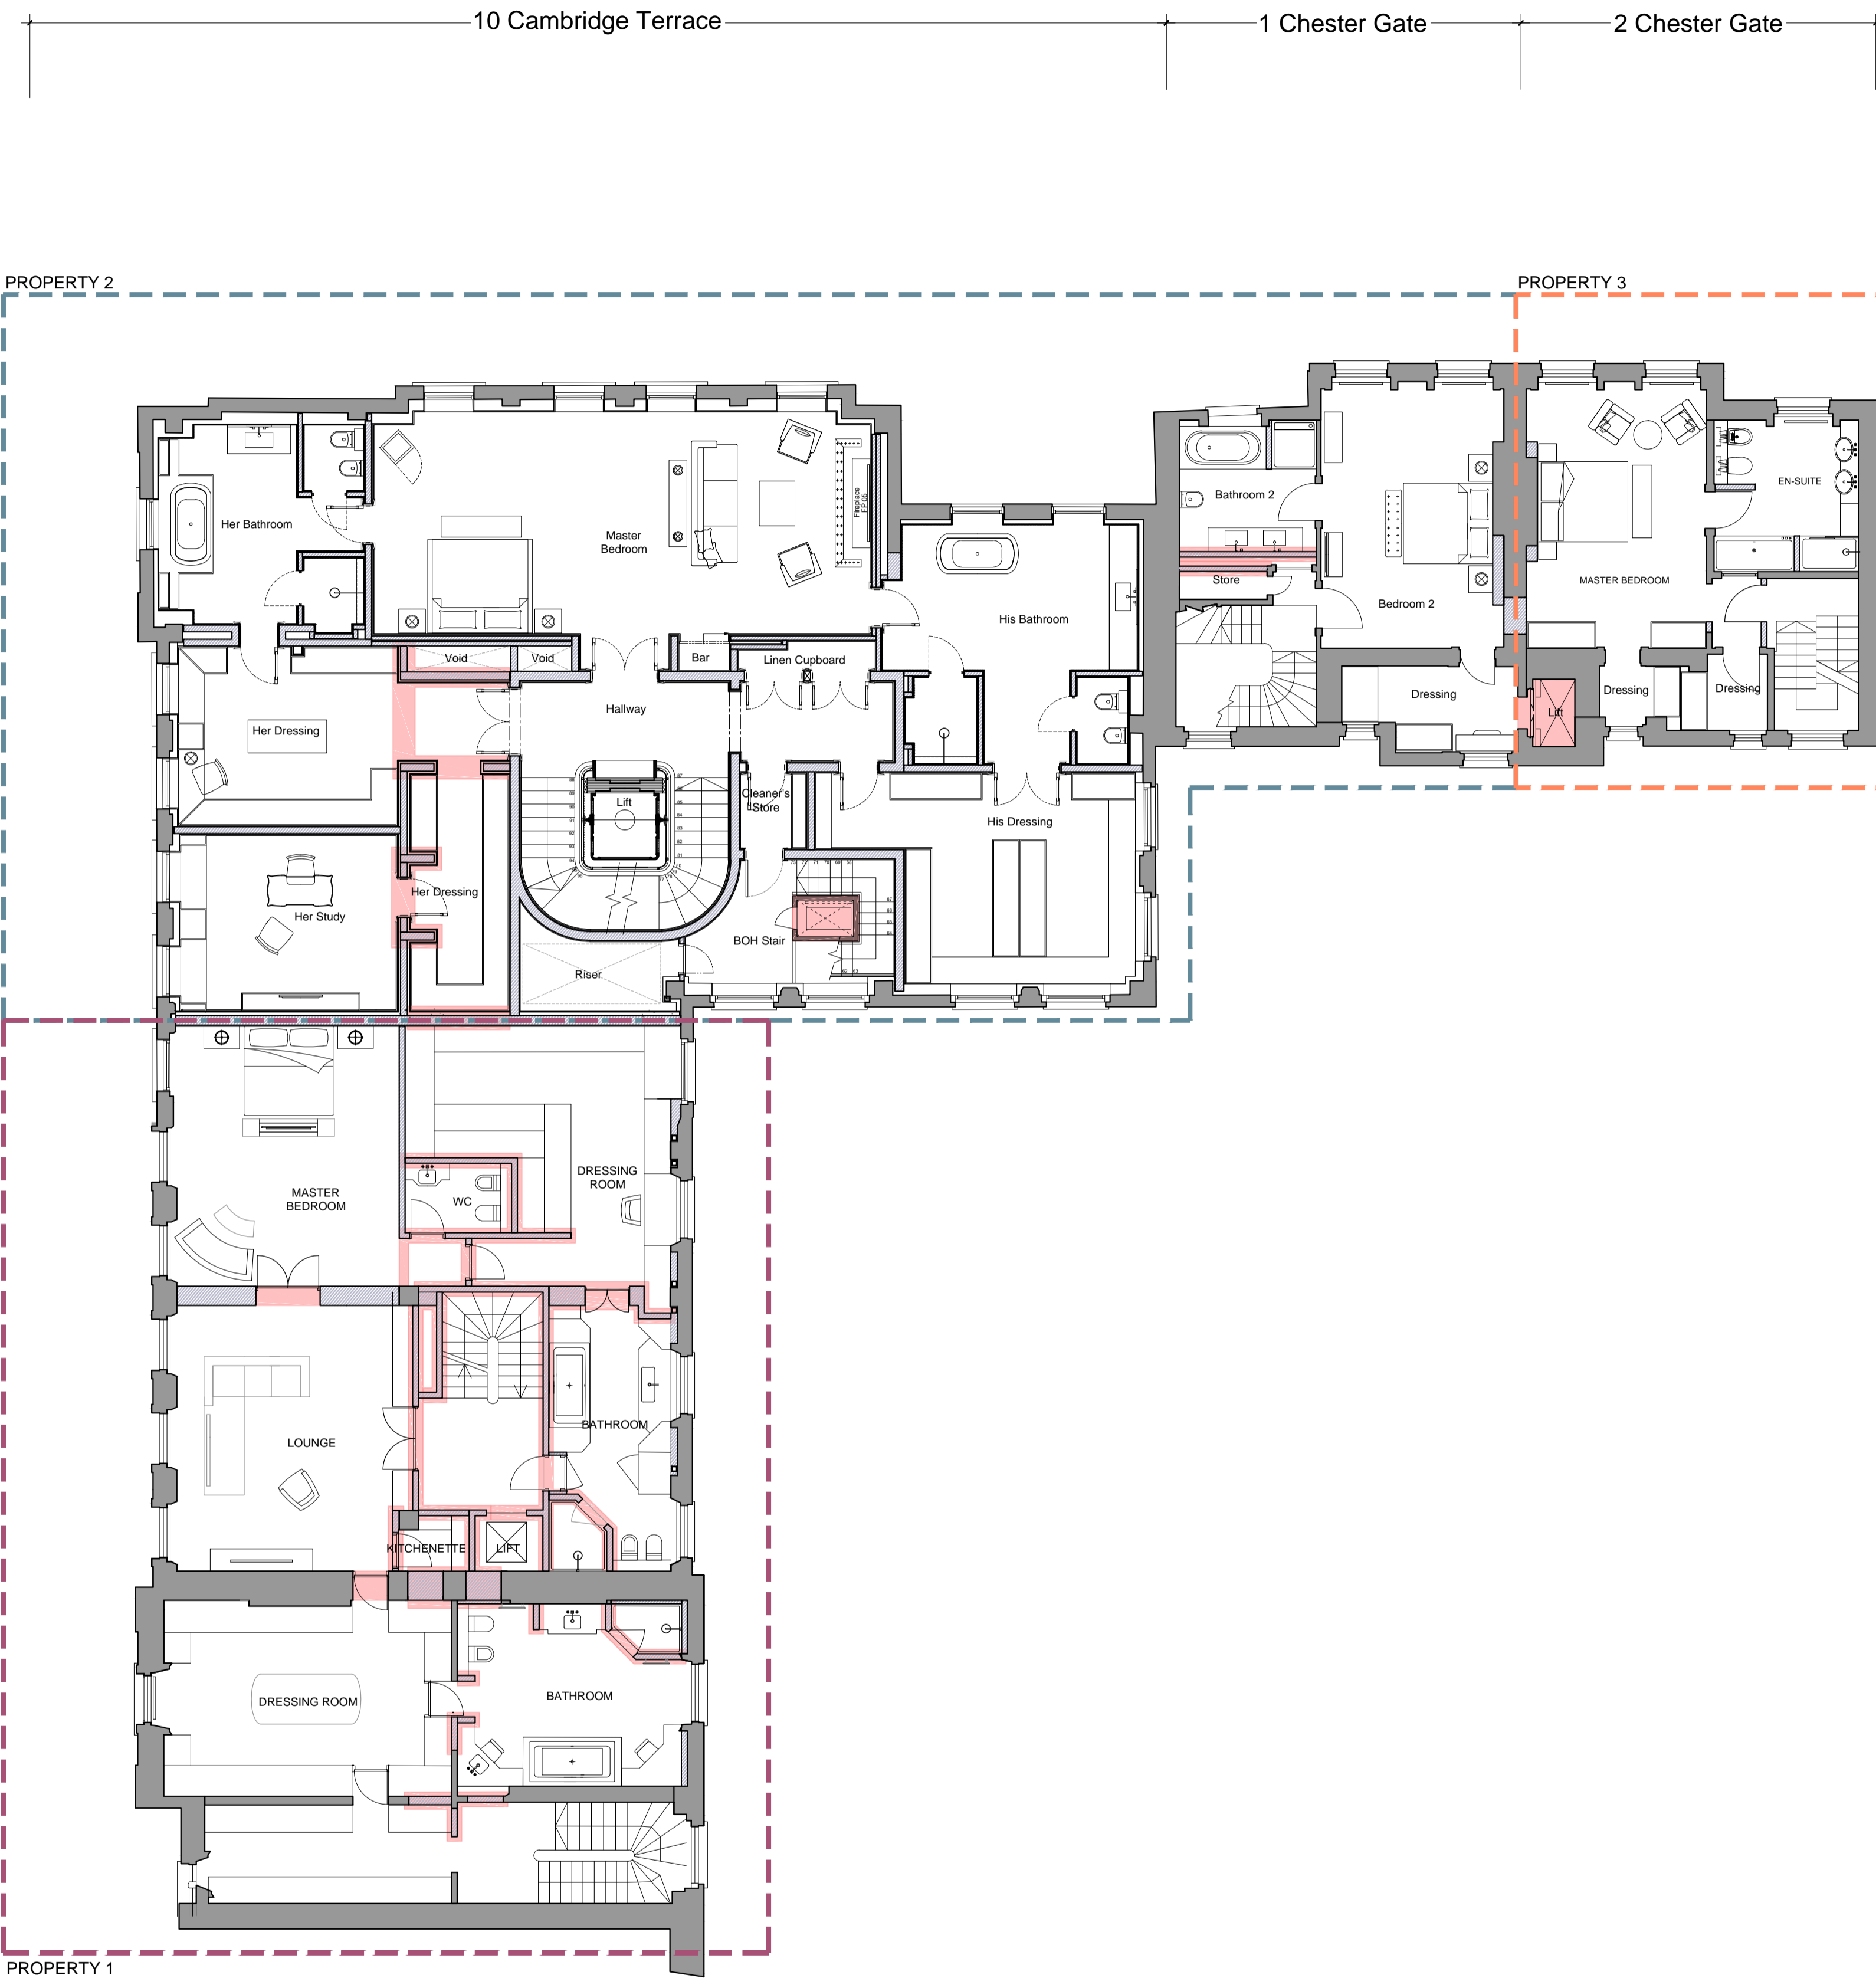 10 Cambridge Terrace
1 Chester Gate
2 Chester Gate
PROPERTY 2
PROPERTY 3
Her Bathroom
Master
Bedroom
Fireplace
FP 05
His Bathroom
Bathroom 2
Store
Bedroom 2
MASTER BEDROOM
EN-SUITE
Void
Void
Bar
Linen Cupboard
Hallway
Her Dressing
Dressing
Lift
Dressing
Dressing
Lift
Cleaner's
Store
His Dressing
Her Dressing
Her Study
BOH Stair
Riser
MASTER
BEDROOM
DRESSING
ROOM
WC
LOUNGE
BATHROOM
KITCHENETTE
LIFT
DRESSING ROOM
BATHROOM
PROPERTY 1